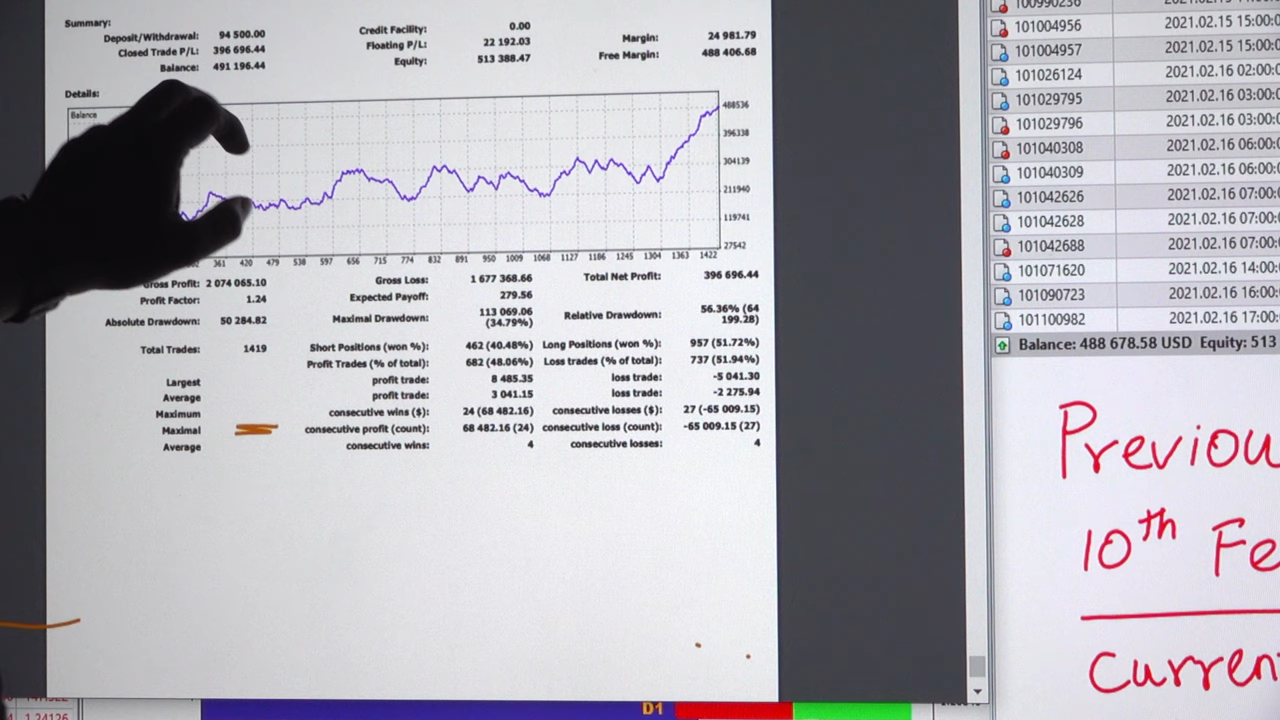 Summary:
Deposit/Withdrawal: 94 500.00 Credit Facility: 0.00
Closed Trade P/L: 396 696.44 Floating P/L: 22 192.03 Margin: 24 981.79
Balance: 491 196.44 Equity: 513 388.47 Free Margin: 488 406.68
Details:
Balance
488536
396338
304139
211940
119741
27542
361 420 479 538 597 656 715 774 832 891 950 1009 1068 1127 1186 1245 1304 1363 1422
Gross Profit: 2 074 065.10 Gross Loss: 1 677 368.66 Total Net Profit: 396 696.44
Profit Factor: 1.24 Expected Payoff: 279.56
Absolute Drawdown: 50 284.82 Maximal Drawdown: 113 069.06 (34.79%) Relative Drawdown: 56.36% (64 199.28)
Total Trades: 1419 Short Positions (won %): 462 (40.48%) Long Positions (won %): 957 (51.72%)
Profit Trades (% of total): 682 (48.06%) Loss trades (% of total): 737 (51.94%)
Largest profit trade: 8 485.35 loss trade: -5 041.30
Average profit trade: 3 041.15 loss trade: -2 275.94
Maximum consecutive wins ($): 24 (68 482.16) consecutive losses ($): 27 (-65 009.15)
Maximal consecutive profit (count): 68 482.16 (24) consecutive loss (count): -65 009.15 (27)
Average consecutive wins: 4 consecutive losses: 4
100990236
101004956 2021.02.15 15:00:
101004957 2021.02.15 15:00:
101026124 2021.02.16 02:00:
101029795 2021.02.16 03:00:
101029796 2021.02.16 03:00:
101040308 2021.02.16 06:00:
101040309 2021.02.16 06:00:
101042626 2021.02.16 07:00:
101042628 2021.02.16 07:00:
101042688 2021.02.16 07:00:
101071620 2021.02.16 14:00:
101090723 2021.02.16 16:00:
101100982 2021.02.16 17:00:
Balance: 488 678.58 USD Equity: 513
Previou
10th Fe
Curren
1.24126
D1